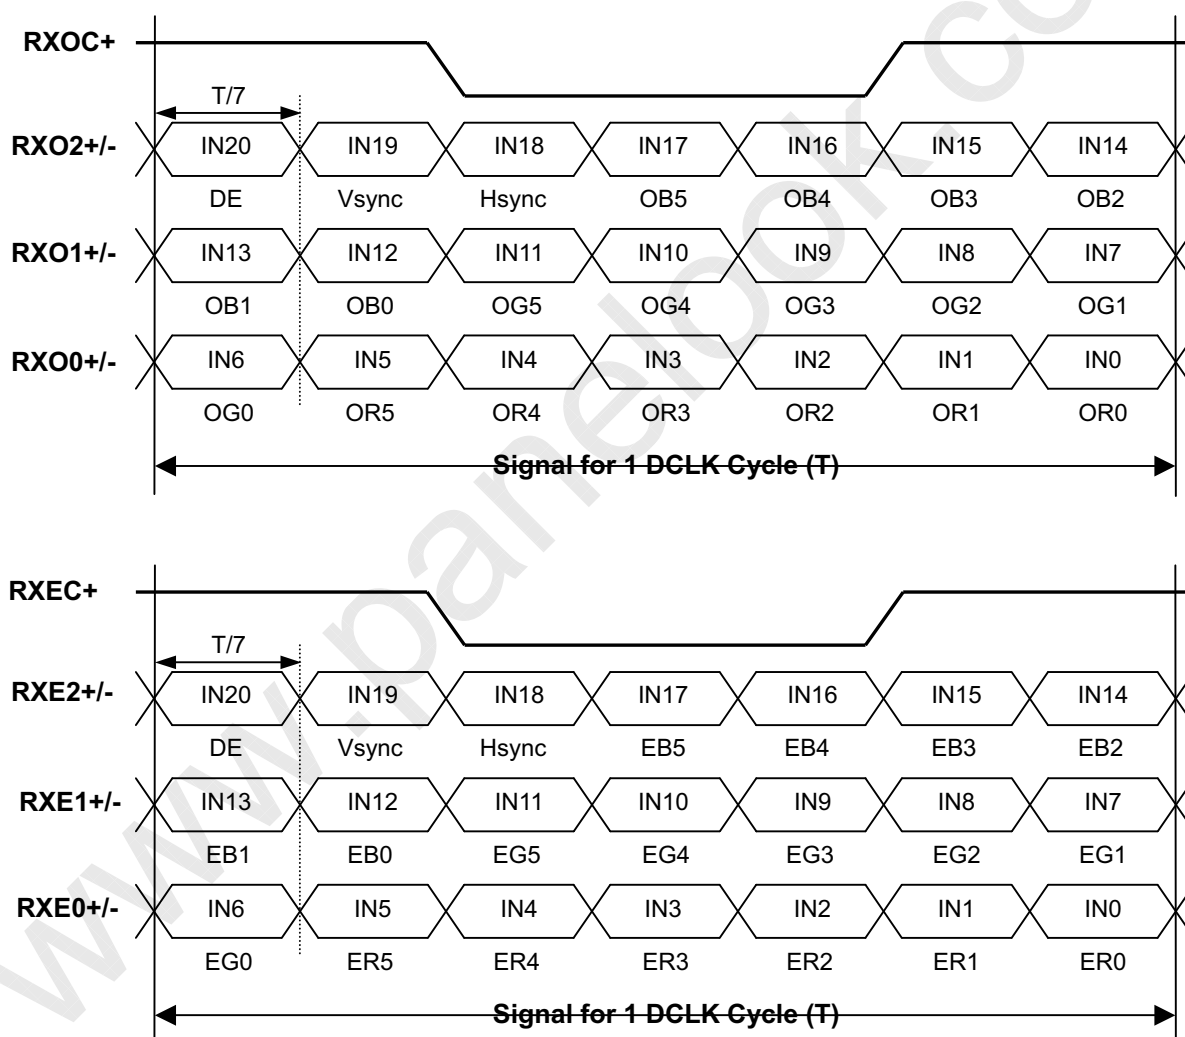 RXOC+
T/7
RXO2+/- IN20 IN19 IN18 IN17 IN16 IN15 IN14
DE Vsync Hsync OB5 OB4 OB3 OB2
RXO1+/- IN13 IN12 IN11 IN10 IN9 IN8 IN7
OB1 OB0 OG5 OG4 OG3 OG2 OG1
RXO0+/- IN6 IN5 IN4 IN3 IN2 IN1 IN0
OG0 OR5 OR4 OR3 OR2 OR1 OR0
Signal for 1 DCLK Cycle (T)
RXEC+
T/7
RXE2+/- IN20 IN19 IN18 IN17 IN16 IN15 IN14
DE Vsync Hsync EB5 EB4 EB3 EB2
RXE1+/- IN13 IN12 IN11 IN10 IN9 IN8 IN7
EB1 EB0 EG5 EG4 EG3 EG2 EG1
RXE0+/- IN6 IN5 IN4 IN3 IN2 IN1 IN0
EG0 ER5 ER4 ER3 ER2 ER1 ER0
Signal for 1 DCLK Cycle (T)
www.panelook.co